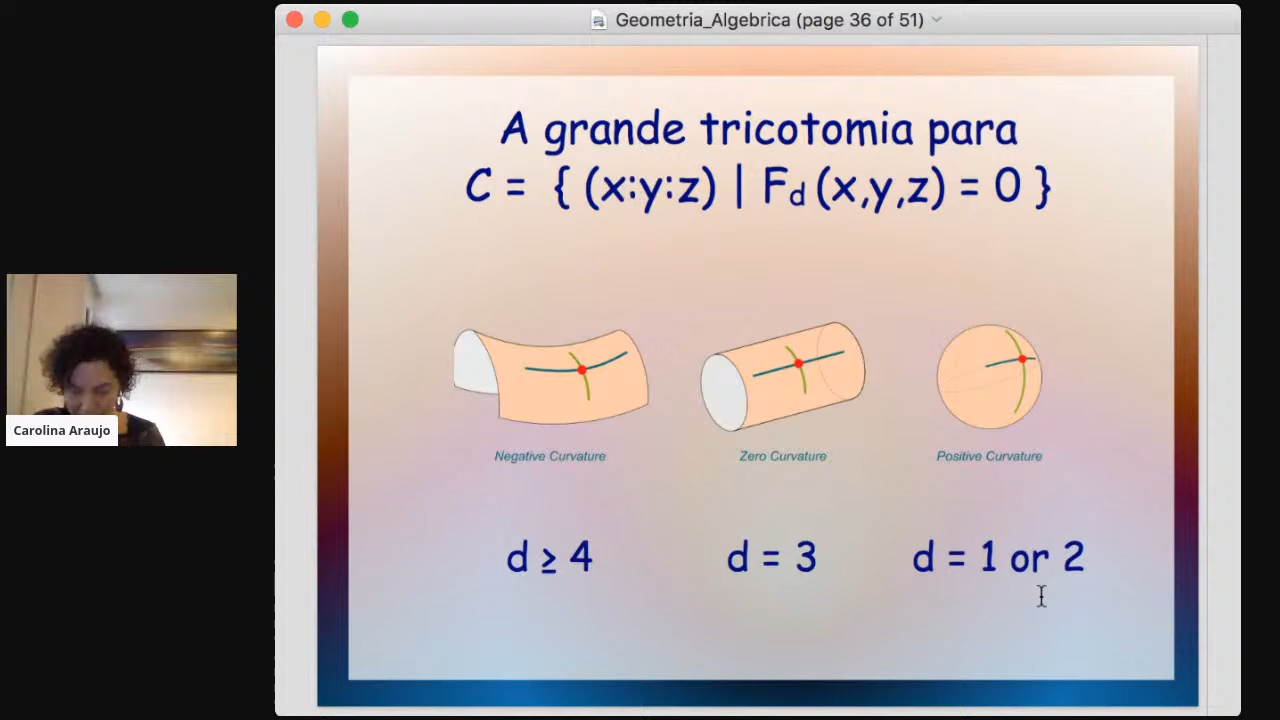 Geometria_Algebrica (page 36 of 51)
A grande tricotomia para
C = { (x:y:z) | Fd (x,y,z) = 0 }
Negative Curvature
Zero Curvature
Positive Curvature
d ≥ 4
d = 3
d = 1 or 2
Carolina Araujo